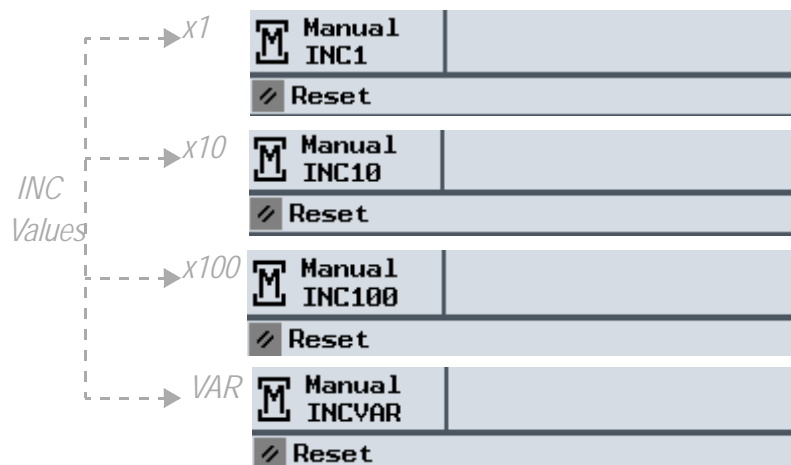 x1
Manual
INC1
Reset
x10
Manual
INC10
Reset
INC
Values
x100
Manual
INC100
Reset
VAR
Manual
INCVAR
Reset